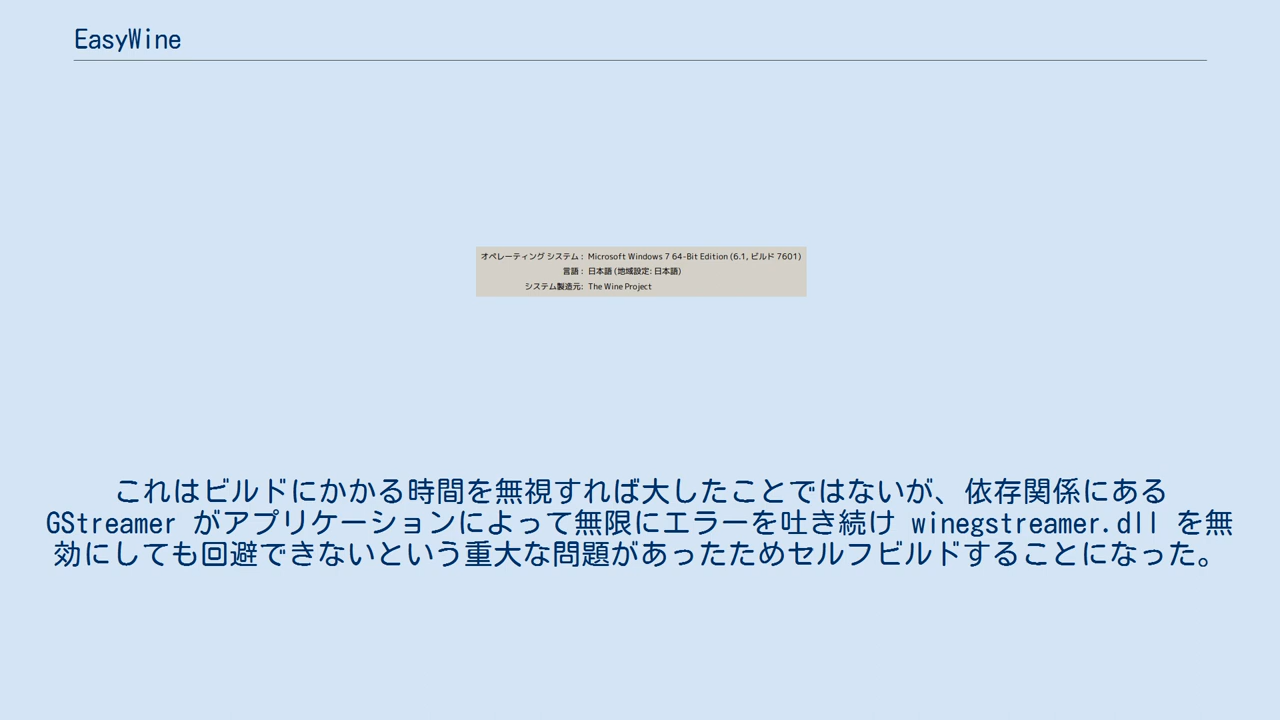 EasyWine
オペレーティング システム : Microsoft Windows 7 64-Bit Edition (6.1, ビルド 7601)
言語 : 日本語 (地域設定: 日本語)
システム製造元: The Wine Project
これはビルドにかかる時間を無視すれば大したことではないが、依存関係にある
GStreamer がアプリケーションによって無限にエラーを吐き続け winegstreamer.dll を無
効にしても回避できないという重大な問題があったためセルフビルドすることになった。